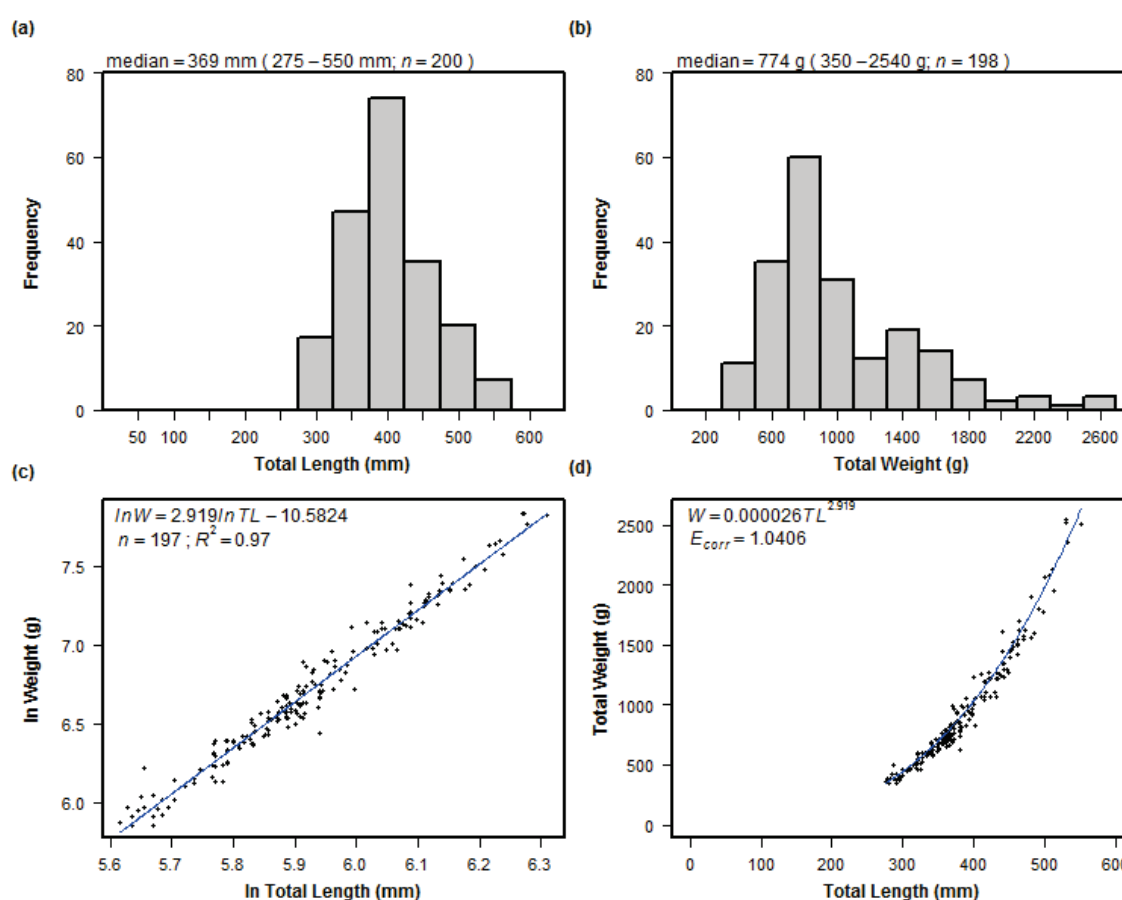 (a)
median = 369 mm ( 275 – 550 mm; n = 200 )
80
60
40
20
0
Frequency
50 100 200 300 400 500 600
Total Length (mm)
(b)
median = 774 g ( 350 –2540 g; n = 198 )
80
60
40
20
0
Frequency
200 600 1000 1400 1800 2200 2600
Total Weight (g)
(c)
lnW = 2.919lnTL – 10.5824
n = 197 ; R² = 0.97
7.5
7.0
6.5
6.0
ln Weight (g)
5.6 5.7 5.8 5.9 6.0 6.1 6.2 6.3
ln Total Length (mm)
(d)
W = 0.000026TL^2.919
E_corr = 1.0406
2500
2000
1500
1000
500
0
Total Weight (g)
0 100 200 300 400 500 600
Total Length (mm)